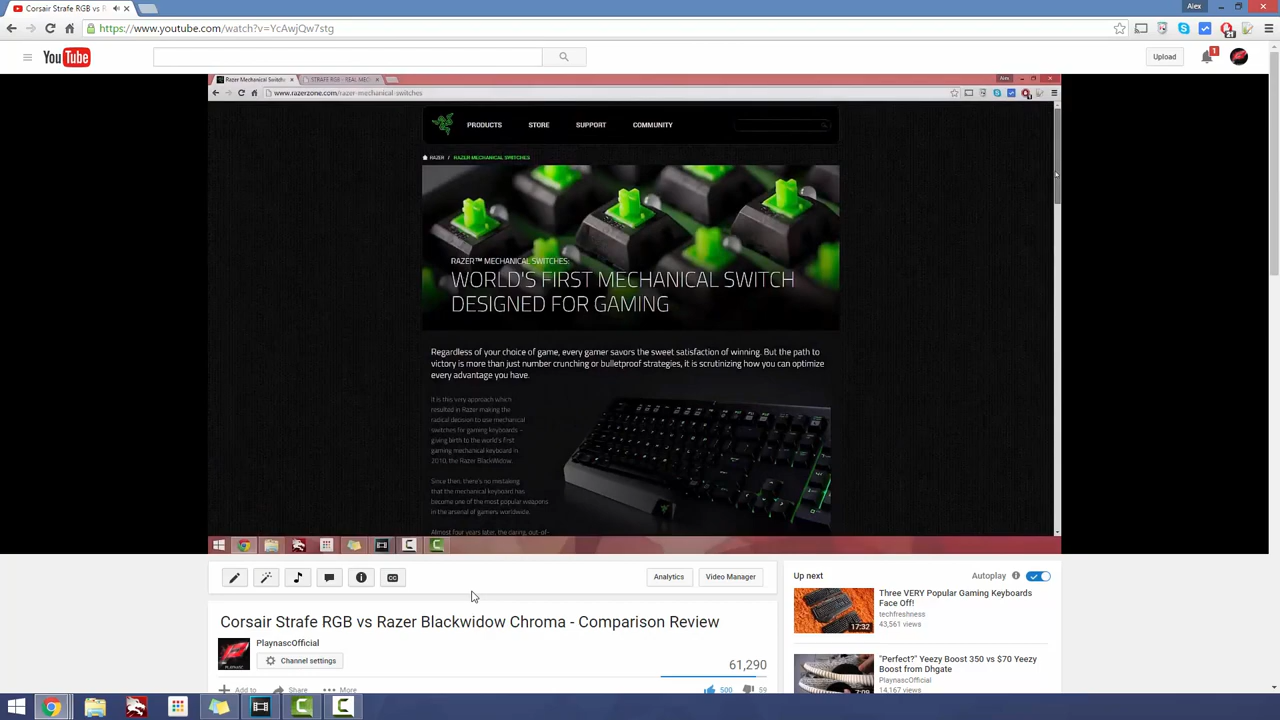 Corsair Strafe RGB vs R
Alex
https://www.youtube.com/watch?v=YcAwjQw7stg
21
YouTube
Upload
1
Razer Mechanical Switche
STRAFE RGB - REAL MEC
Alex
www.razerzone.com/razer-mechanical-switches
PRODUCTS
STORE
SUPPORT
COMMUNITY
RAZER / RAZER MECHANICAL SWITCHES
RAZER™ MECHANICAL SWITCHES:
WORLD'S FIRST MECHANICAL SWITCH
DESIGNED FOR GAMING
Regardless of your choice of game, every gamer savors the sweet satisfaction of winning. But the path to
victory is more than just number crunching or bulletproof strategies, it is scrutinizing how you can optimize
every advantage you have.
It is this very approach which
resulted in Razer making the
radical decision to use mechanical
switches for gaming keyboards –
giving birth to the world's first
gaming mechanical keyboard in
2010, the Razer BlackWidow.
Since then, there's no mistaking
that the mechanical keyboard has
become one of the most popular weapons
in the arsenal of gamers worldwide.
Almost four years later, the daring, out-of-
CC
Analytics
Video Manager
Corsair Strafe RGB vs Razer Blackwidow Chroma - Comparison Review
PlaynascOfficial
Channel settings
61,290
Add to
Share
More
500
59
Up next
Autoplay
Three VERY Popular Gaming Keyboards
Face Off!
techfreshness
43,561 views
17:32
"Perfect?" Yeezy Boost 350 vs $70 Yeezy
Boost from Dhgate
PlaynascOfficial
14,167 views
7:09